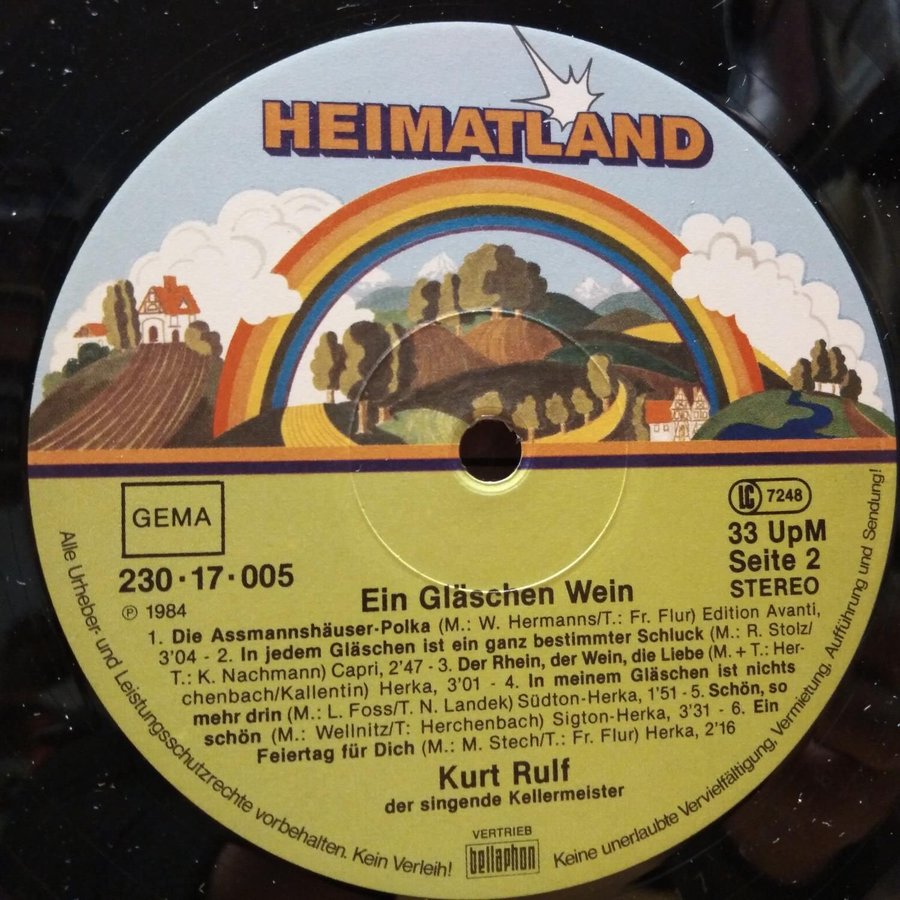 HEIMATLAND
GEMA
LC 7248
230·17·005
33 UpM
Seite 2
STEREO
℗ 1984
Ein Gläschen Wein
1. Die Assmannshäuser-Polka (M.: W. Hermanns/T.: Fr. Flur) Edition Avanti,
3'04 - 2. In jedem Gläschen ist ein ganz bestimmter Schluck (M.: R. Stolz/
T.: K. Nachmann) Capri, 2'47 - 3. Der Rhein, der Wein, die Liebe (M. + T.: Her-
chenbach/Kallentin) Herka, 3'01 - 4. In meinem Gläschen ist nichts
mehr drin (M.: L. Foss/T. N. Landek) Südton-Herka, 1'51 - 5. Schön, so
schön (M.: Wellnitz/T: Herchenbach) Sigton-Herka, 3'31 - 6. Ein
Feiertag für Dich (M.: M. Stech/T.: Fr. Flur) Herka, 2'16
Kurt Rulf
der singende Kellermeister
VERTRIEB
bellaphon
Alle Urheber- und Leistungsschutzrechte vorbehalten. Kein Verleih! Keine unerlaubte Vervielfältigung, Vermietung, Aufführung und Sendung!